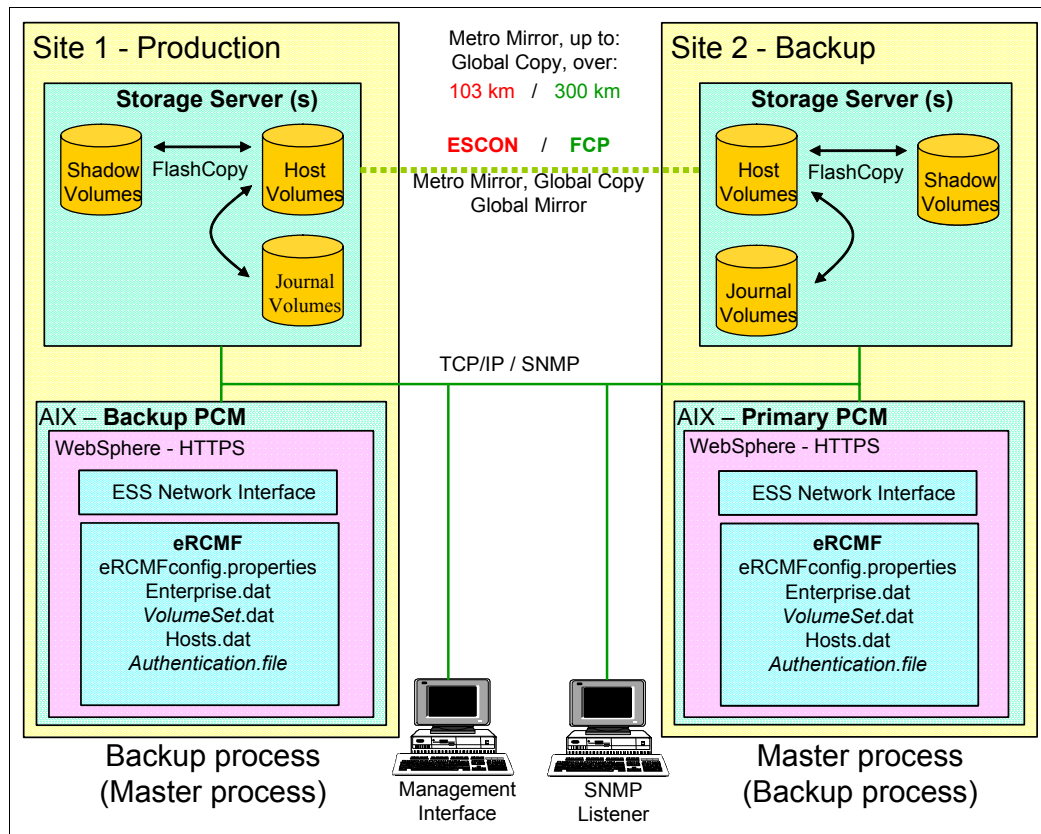 Site 1 - Production
Storage Server (s)
Shadow
Volumes
FlashCopy
Host
Volumes
Journal
Volumes
Metro Mirror, up to:
Global Copy, over:
103 km / 300 km
ESCON / FCP
Metro Mirror, Global Copy
Global Mirror
Site 2 - Backup
Storage Server (s)
Host
Volumes
FlashCopy
Shadow
Volumes
Journal
Volumes
TCP/IP / SNMP
AIX – Backup PCM
WebSphere - HTTPS
ESS Network Interface
eRCMF
eRCMFconfig.properties
Enterprise.dat
VolumeSet.dat
Hosts.dat
Authentication.file
Backup process
(Master process)
Management
Interface
SNMP
Listener
AIX – Primary PCM
WebSphere - HTTPS
ESS Network Interface
eRCMF
eRCMFconfig.properties
Enterprise.dat
VolumeSet.dat
Hosts.dat
Authentication.file
Master process
(Backup process)